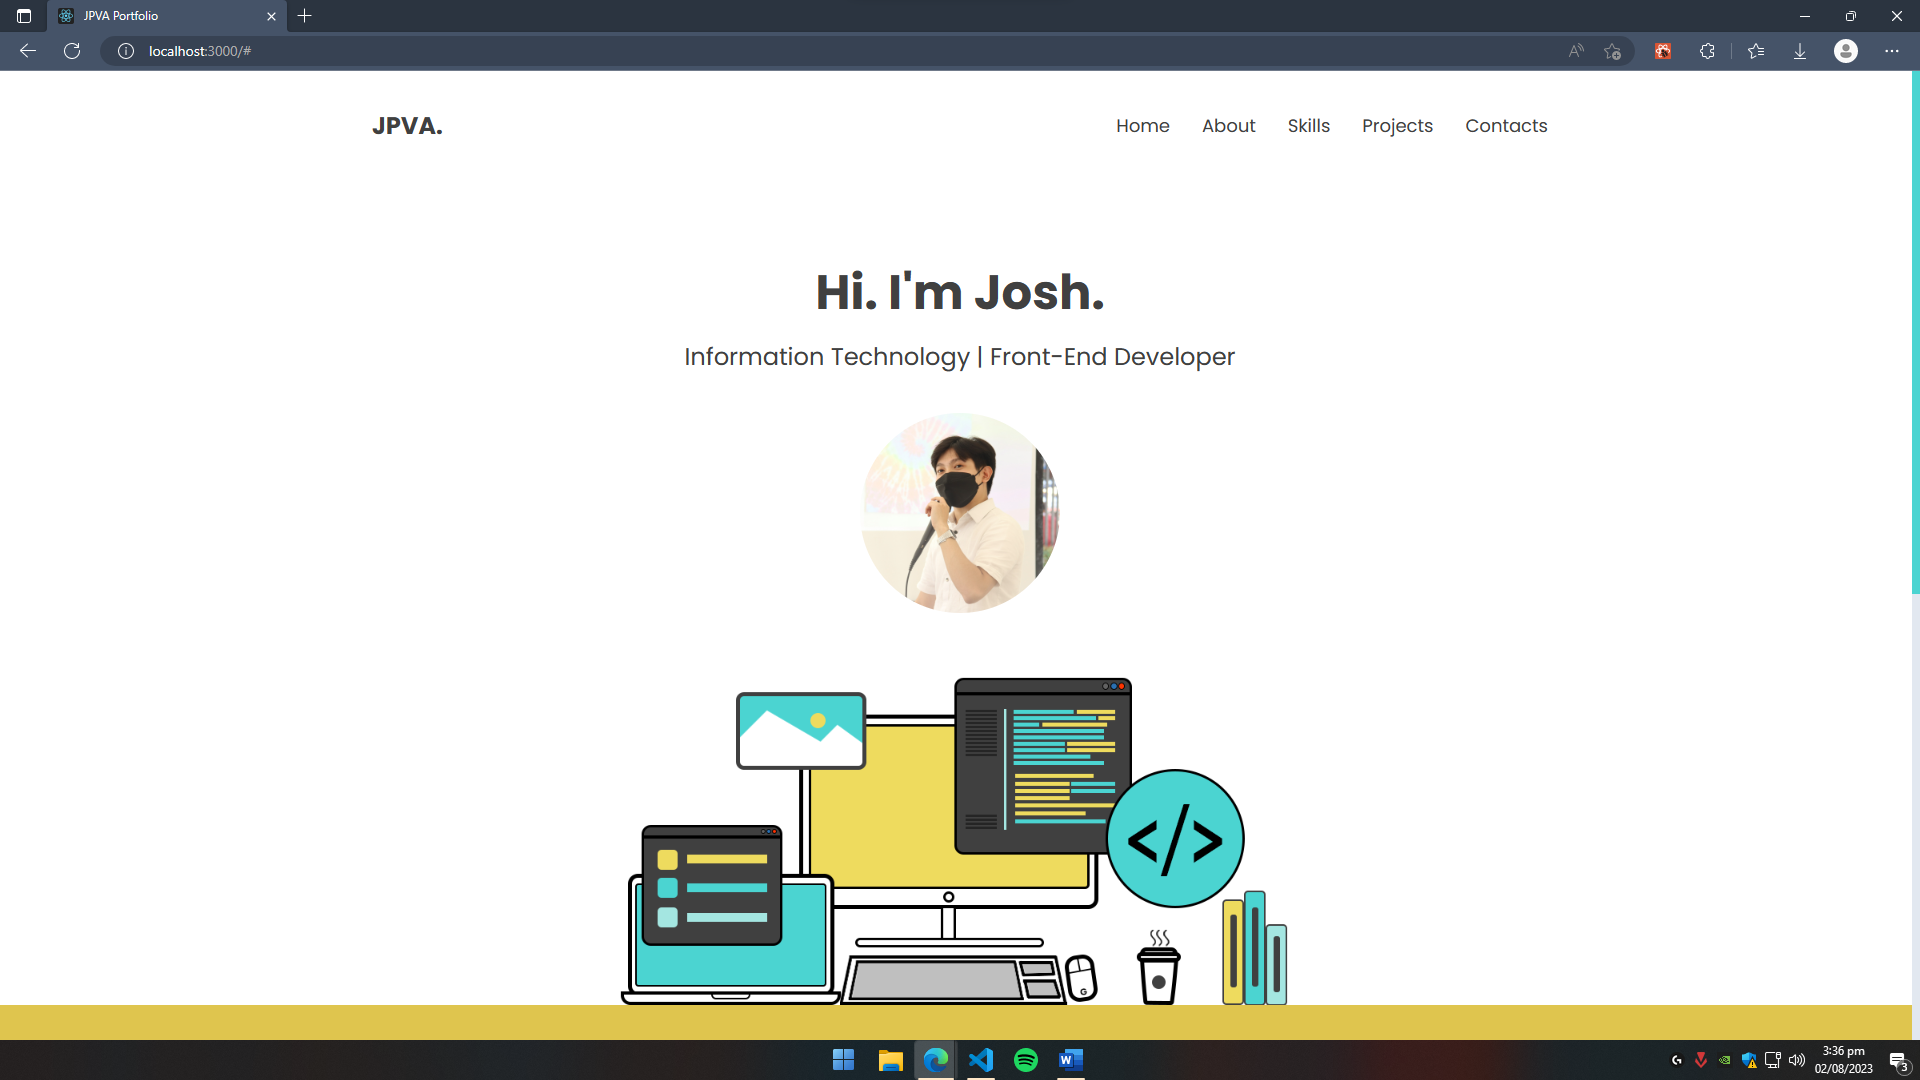 JPVA Portfolio
localhost:3000/#
JPVA.
Home About Skills Projects Contacts
Hi. I'm Josh.
Information Technology | Front-End Developer
</>
G
W
3:36 pm
02/08/2023
3